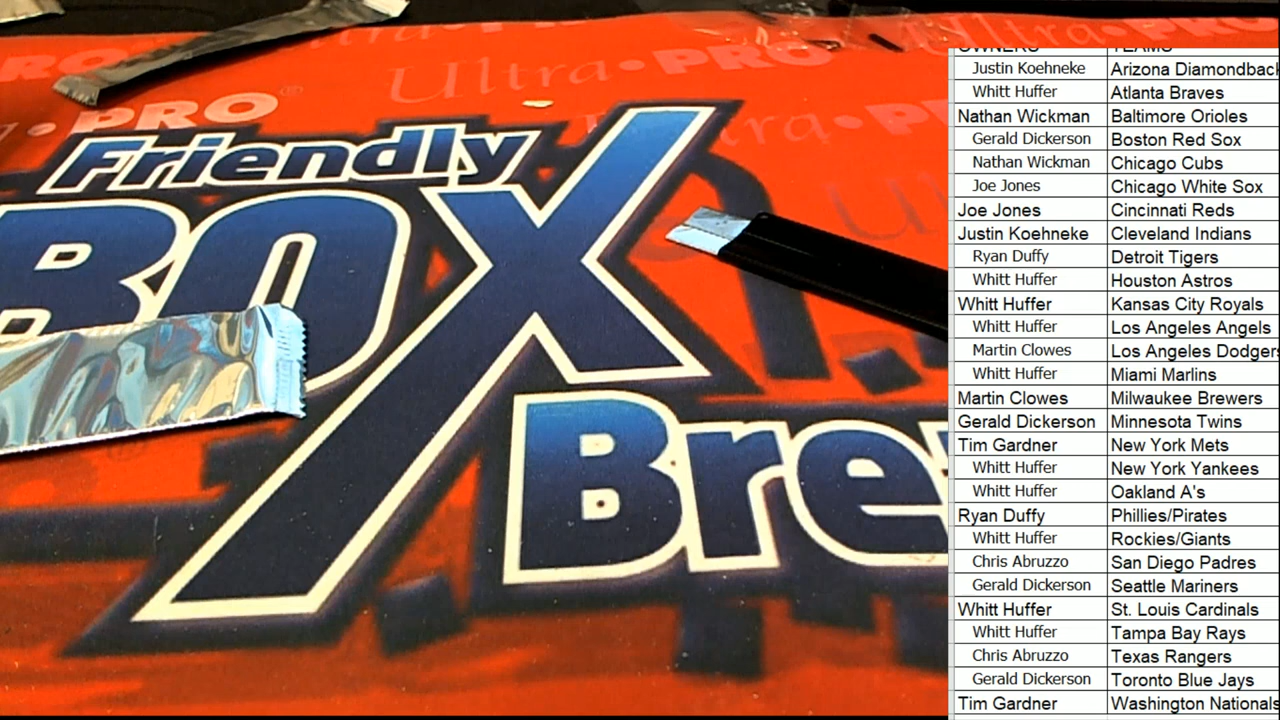 Ultra•PRO
PRO
•PRO®
Friendly
BOX
Bre
OWNERS TEAMS
Justin Koehneke Arizona Diamondback
Whitt Huffer Atlanta Braves
Nathan Wickman Baltimore Orioles
Gerald Dickerson Boston Red Sox
Nathan Wickman Chicago Cubs
Joe Jones Chicago White Sox
Joe Jones Cincinnati Reds
Justin Koehneke Cleveland Indians
Ryan Duffy Detroit Tigers
Whitt Huffer Houston Astros
Whitt Huffer Kansas City Royals
Whitt Huffer Los Angeles Angels
Martin Clowes Los Angeles Dodgers
Whitt Huffer Miami Marlins
Martin Clowes Milwaukee Brewers
Gerald Dickerson Minnesota Twins
Tim Gardner New York Mets
Whitt Huffer New York Yankees
Whitt Huffer Oakland A's
Ryan Duffy Phillies/Pirates
Whitt Huffer Rockies/Giants
Chris Abruzzo San Diego Padres
Gerald Dickerson Seattle Mariners
Whitt Huffer St. Louis Cardinals
Whitt Huffer Tampa Bay Rays
Chris Abruzzo Texas Rangers
Gerald Dickerson Toronto Blue Jays
Tim Gardner Washington Nationals